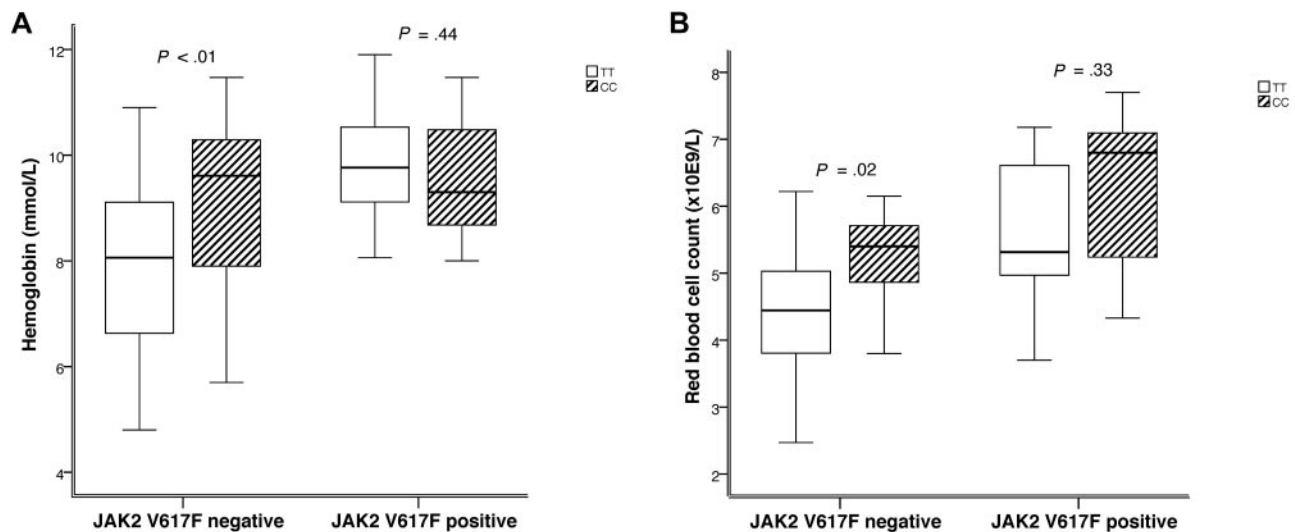 A
P < .01
P = .44
TT
CC
12
10
8
6
4
Hemoglobin (mmol/L)
JAK2 V617F negative
JAK2 V617F positive
B
P = .02
P = .33
TT
CC
8
7
6
5
4
3
2
Red blood cell count (x10E9/L)
JAK2 V617F negative
JAK2 V617F positive